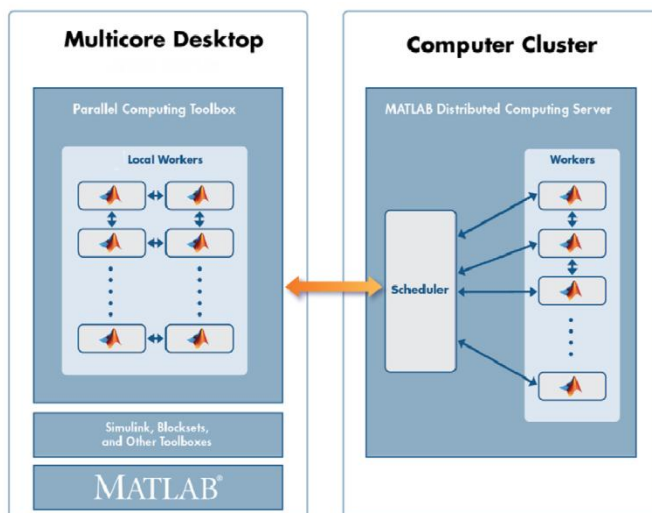 Multicore Desktop
Parallel Computing Toolbox
Local Workers
Simulink, Blocksets,
and Other Toolboxes
MATLAB®
Computer Cluster
MATLAB Distributed Computing Server
Workers
Scheduler